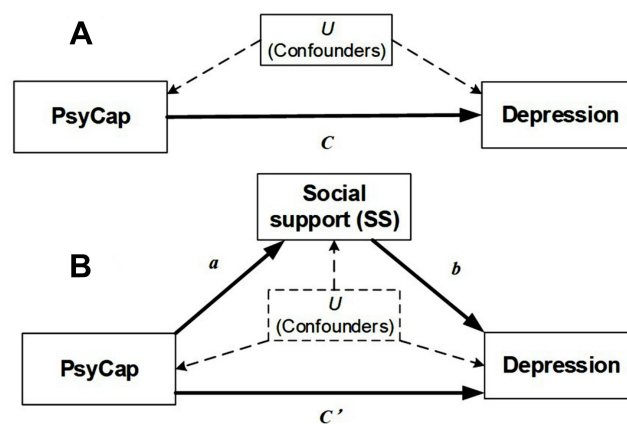 A
U
(Confounders)
PsyCap
Depression
C
Social
support (SS)
B
a
b
U
(Confounders)
PsyCap
Depression
C’